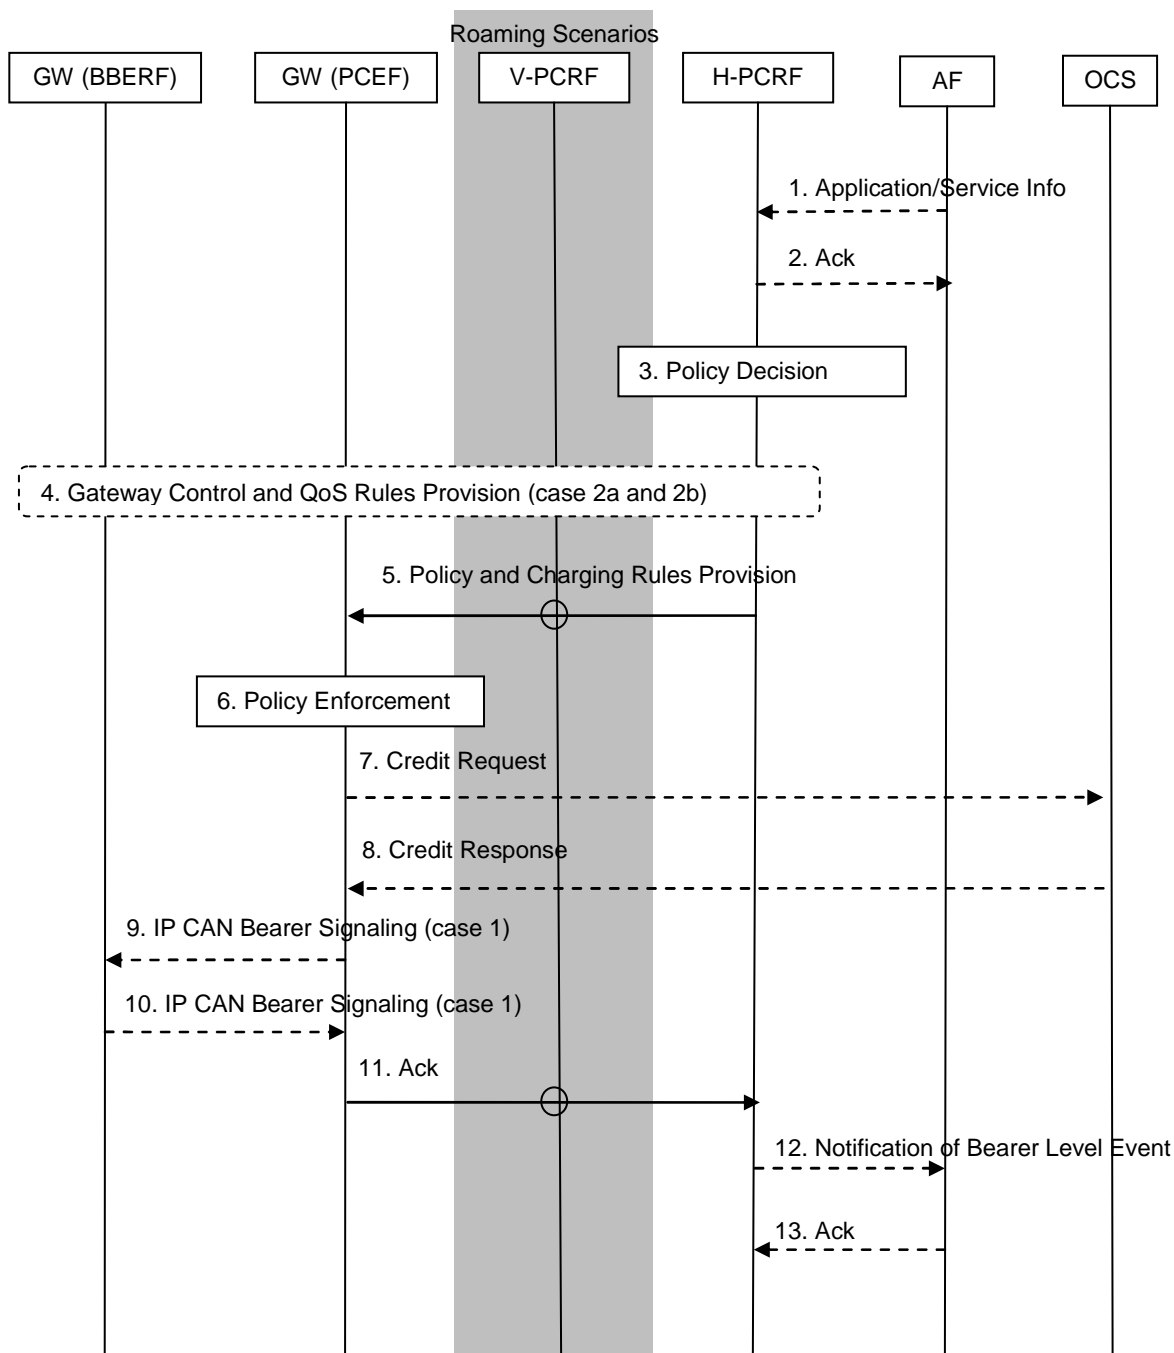 Roaming Scenarios
GW (BBERF)
GW (PCEF)
V-PCRF
H-PCRF
AF
OCS
1. Application/Service Info
2. Ack
3. Policy Decision
4. Gateway Control and QoS Rules Provision (case 2a and 2b)
5. Policy and Charging Rules Provision
6. Policy Enforcement
7. Credit Request
8. Credit Response
9. IP CAN Bearer Signaling (case 1)
10. IP CAN Bearer Signaling (case 1)
11. Ack
12. Notification of Bearer Level Event
13. Ack